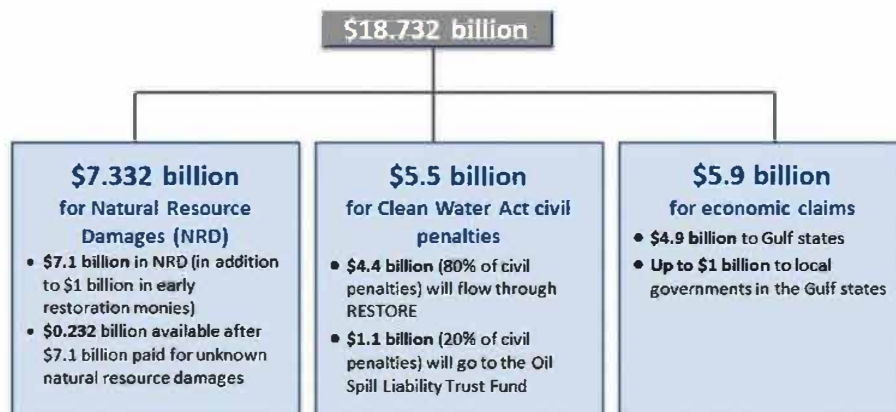 $18.732 billion
$7.332 billion
for Natural Resource
Damages (NRD)
• $7.1 billion in NRD (in addition
to $1 billion in early
restoration monies)
• $0.232 billion available after
$7.1 billion paid for unknown
natural resource damages
$5.5 billion
for Clean Water Act civil
penalties
• $4.4 billion (80% of civil
penalties) will flow through
RESTORE
• $1.1 billion (20% of civil
penalties) will go to the Oil
Spill Liability Trust Fund
$5.9 billion
for economic claims
• $4.9 billion to Gulf states
• Up to $1 billion to local
governments in the Gulf states